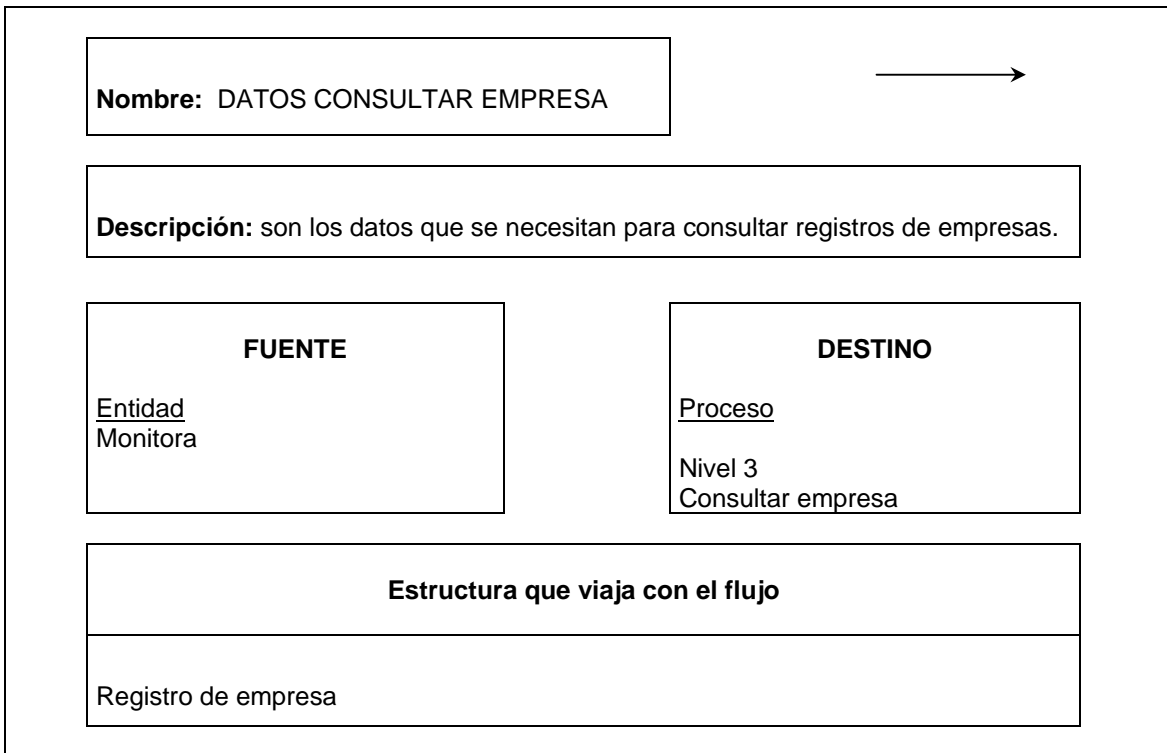 Nombre: DATOS CONSULTAR EMPRESA
Descripción: son los datos que se necesitan para consultar registros de empresas.
FUENTE
Entidad
Monitora
DESTINO
Proceso
Nivel 3
Consultar empresa
Estructura que viaja con el flujo
Registro de empresa